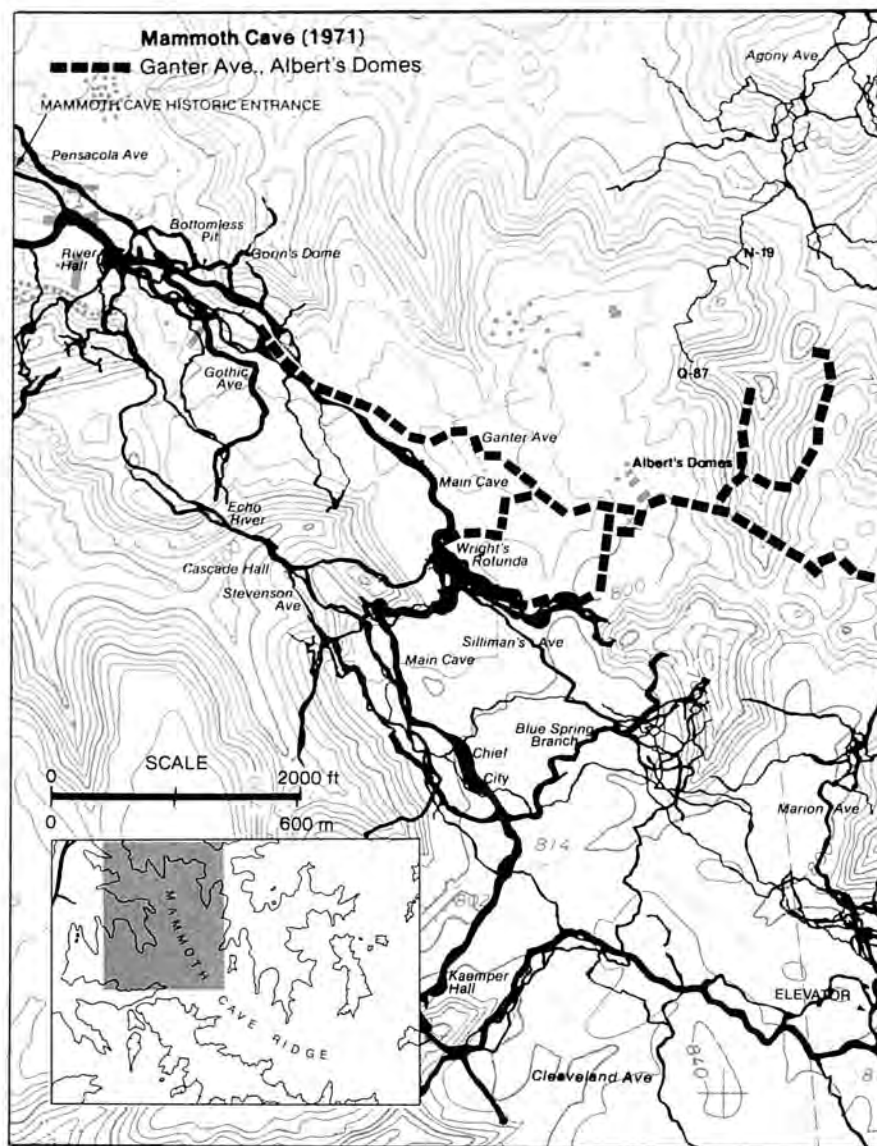 Mammoth Cave (1971)
Ganter Ave., Albert's Domes
MAMMOTH CAVE HISTORIC ENTRANCE
Agony Ave
Pensacola Ave
Bottomless
Pit
Gorin's Dome
River
Hall
N-19
Gothic
Ave
Q-87
Ganter Ave
Albert's Domes
Main Cave
Echo
River
Wright's
Rotunda
Cascade Hall
Stevenson
Ave
800
Silliman's Ave
Main Cave
Blue Spring
Branch
Chief
City
SCALE
0
2000 ft
0
600 m
Marion Ave
814
802
MAMMOTH
CAVE RIDGE
Kaemper
Hall
ELEVATOR
Cleaveland Ave
840